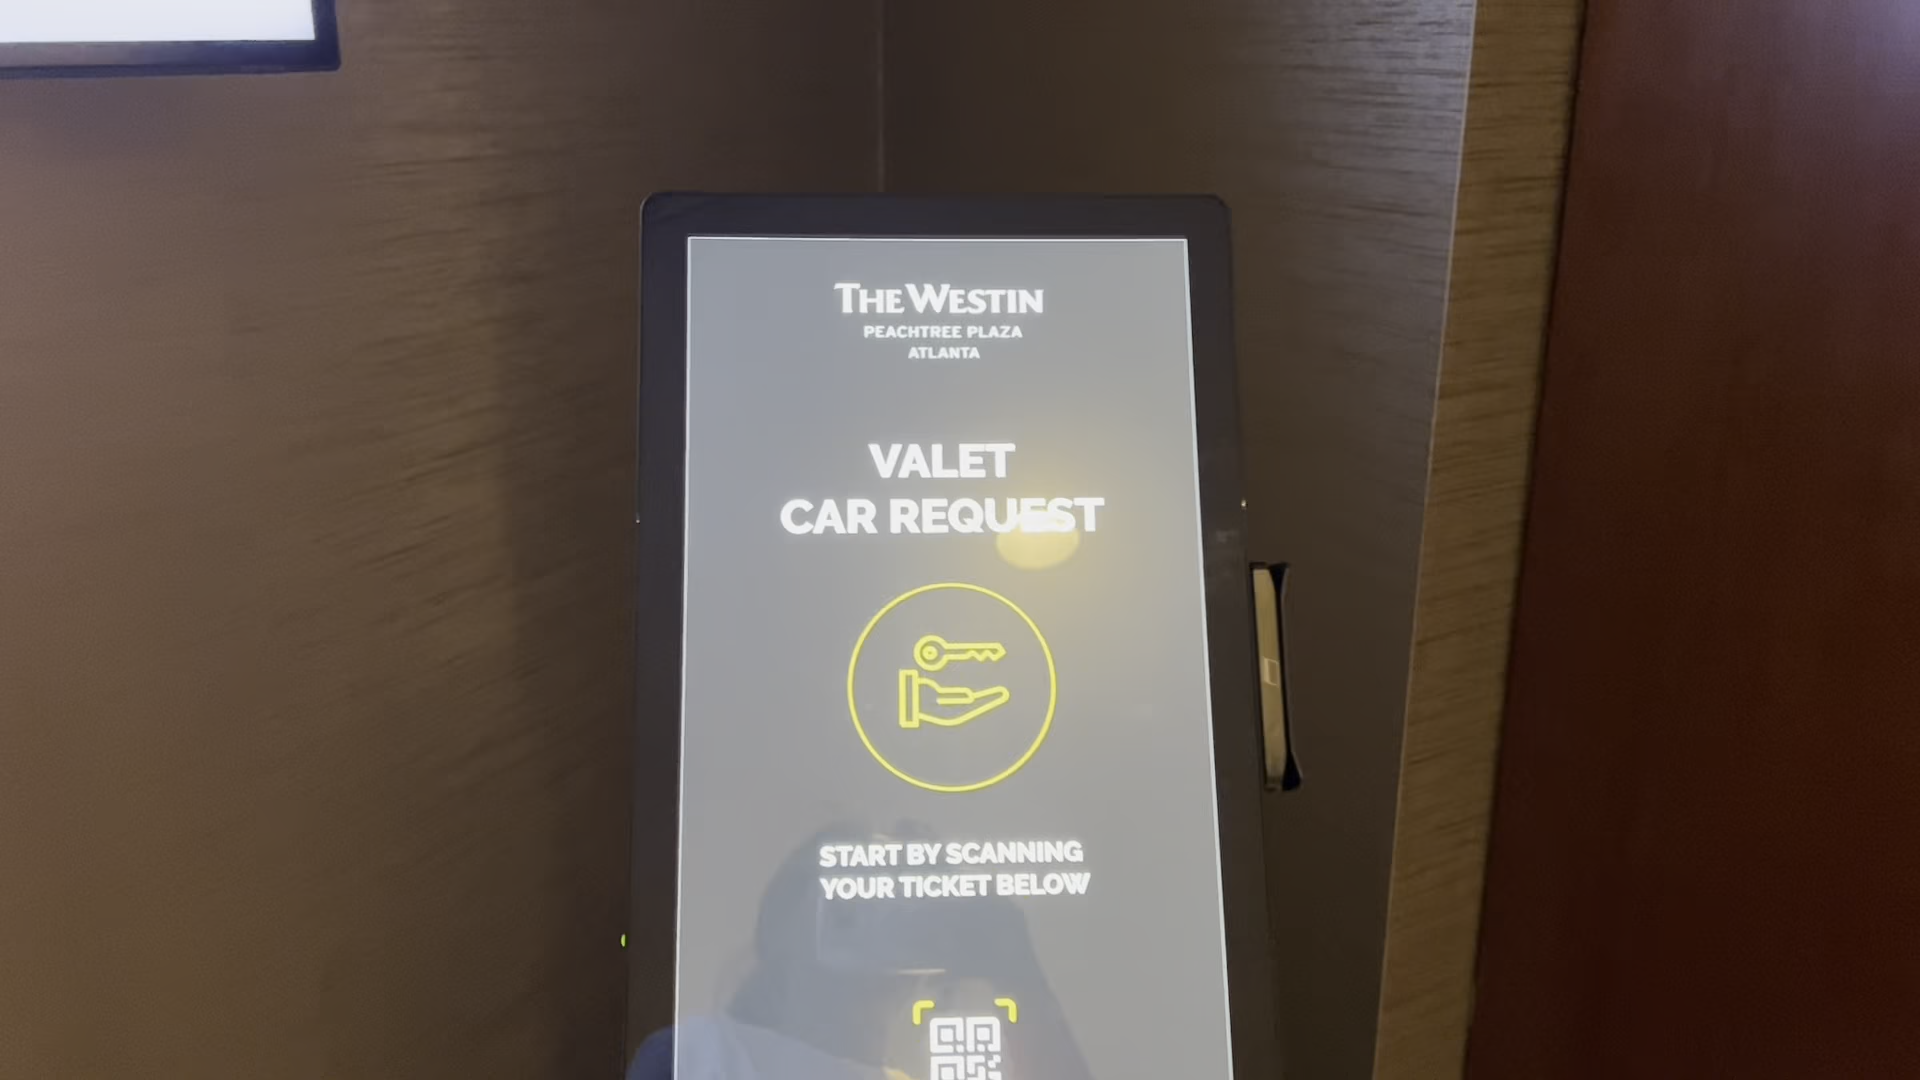 THE WESTIN
PEACHTREE PLAZA
ATLANTA
VALET
CAR REQUEST
START BY SCANNING
YOUR TICKET BELOW